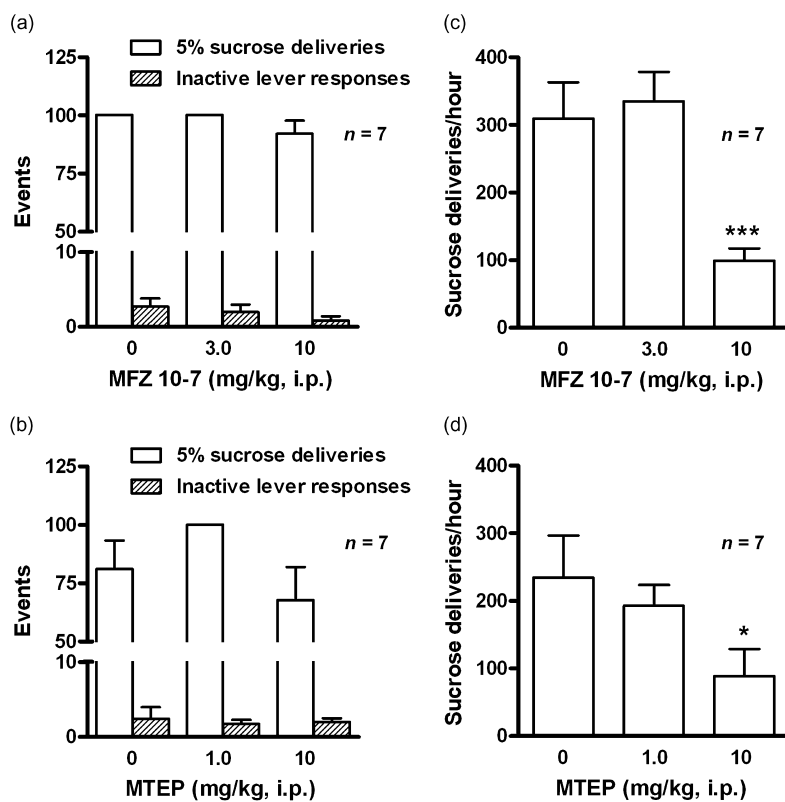 (a)
5% sucrose deliveries
Inactive lever responses
125
100
75
50
10
0
Events
n = 7
0 3.0 10
MFZ 10-7 (mg/kg, i.p.)
(c)
400
300
200
100
0
Sucrose deliveries/hour
n = 7
***
0 3.0 10
MFZ 10-7 (mg/kg, i.p.)
(b)
5% sucrose deliveries
Inactive lever responses
125
100
75
50
10
0
Events
n = 7
0 1.0 10
MTEP (mg/kg, i.p.)
(d)
400
300
200
100
0
Sucrose deliveries/hour
n = 7
*
0 1.0 10
MTEP (mg/kg, i.p.)